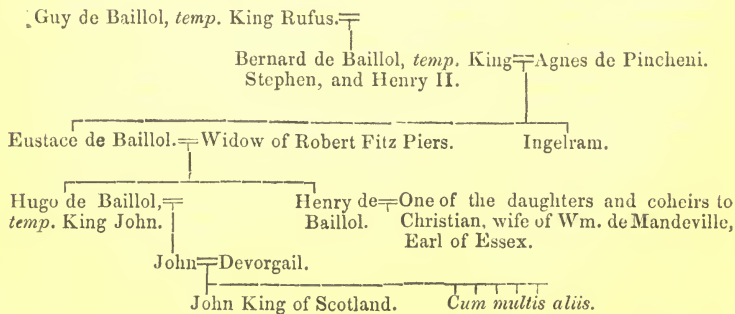 Guy de Baillol, temp. King Rufus.
Bernard de Baillol, temp. King Stephen, and Henry II.
Agnes de Pincheni.
Eustace de Baillol.
Widow of Robert Fitz Piers.
Ingelram.
Hugo de Baillol, temp. King John.
Henry de Baillol.
One of the daughters and coheirs to Christian, wife of Wm. de Mandeville, Earl of Essex.
John
Devorgail.
John King of Scotland.
Cum multis aliis.